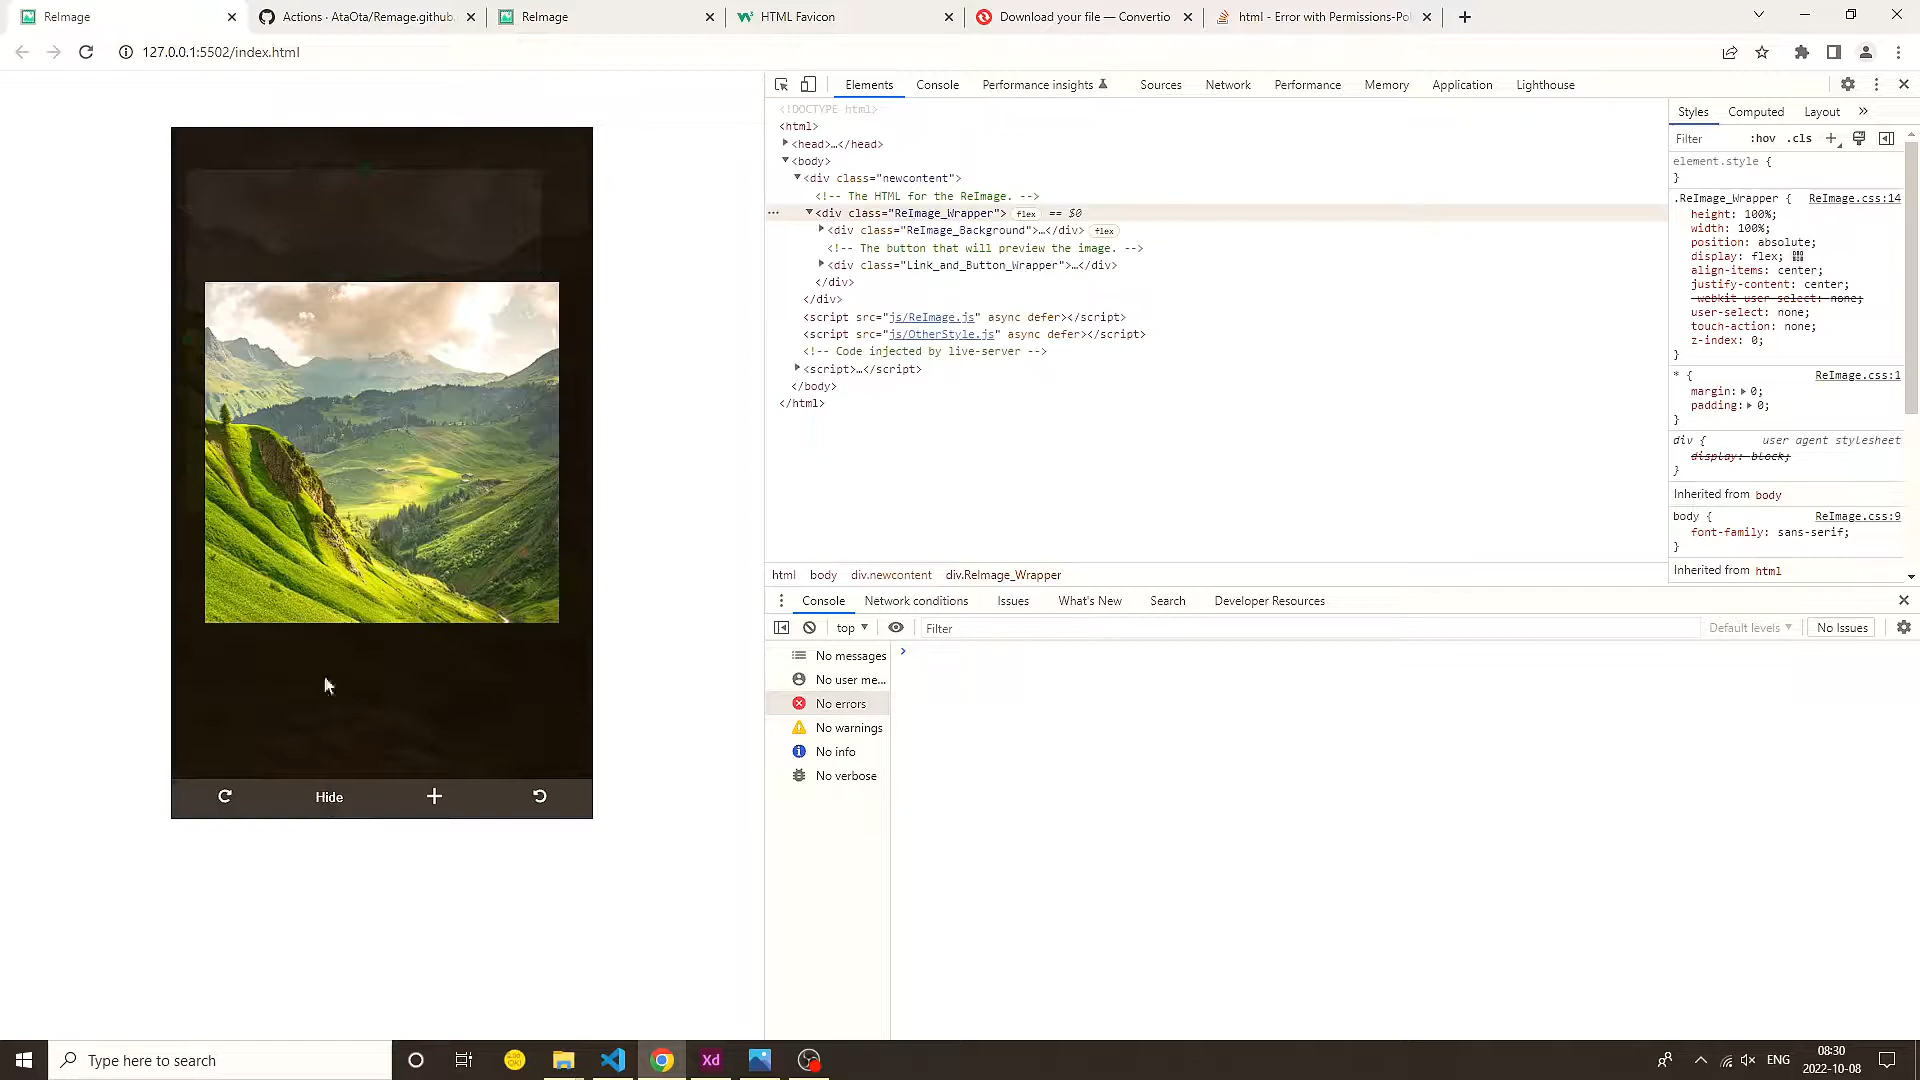 ReImage
Actions · AtaOta/Remage.github.
ReImage
HTML Favicon
Download your file — Convertio
html - Error with Permissions-Po
127.0.0.1:5502/index.html
Elements
Console
Performance insights
Sources
Network
Performance
Memory
Application
Lighthouse
<!DOCTYPE html>
<html>
<head>…</head>
<body>
<div class="newcontent">
<!-- The HTML for the ReImage. -->
<div class="ReImage_Wrapper"> flex == $0
<div class="ReImage_Background">…</div> flex
<!-- The button that will preview the image. -->
<div class="Link_and_Button_Wrapper">…</div>
</div>
</div>
<script src="js/ReImage.js" async defer></script>
<script src="js/OtherStyle.js" async defer></script>
<!-- Code injected by live-server -->
<script>…</script>
</body>
</html>
html body div.newcontent div.ReImage_Wrapper
Styles Computed Layout »
Filter :hov .cls
element.style {
}
.ReImage_Wrapper { ReImage.css:14
height: 100%;
width: 100%;
position: absolute;
display: flex;
align-items: center;
justify-content: center;
-webkit-user-select: none;
user-select: none;
touch-action: none;
z-index: 0;
}
* { ReImage.css:1
margin: 0;
padding: 0;
}
div { user agent stylesheet
display: block;
}
Inherited from body
body { ReImage.css:9
font-family: sans-serif;
}
Inherited from html
Console
Network conditions
Issues
What's New
Search
Developer Resources
top
Filter
Default levels
No Issues
No messages
No user me...
No errors
No warnings
No info
No verbose
Hide
Type here to search
Xd
ENG
08:30
2022-10-08